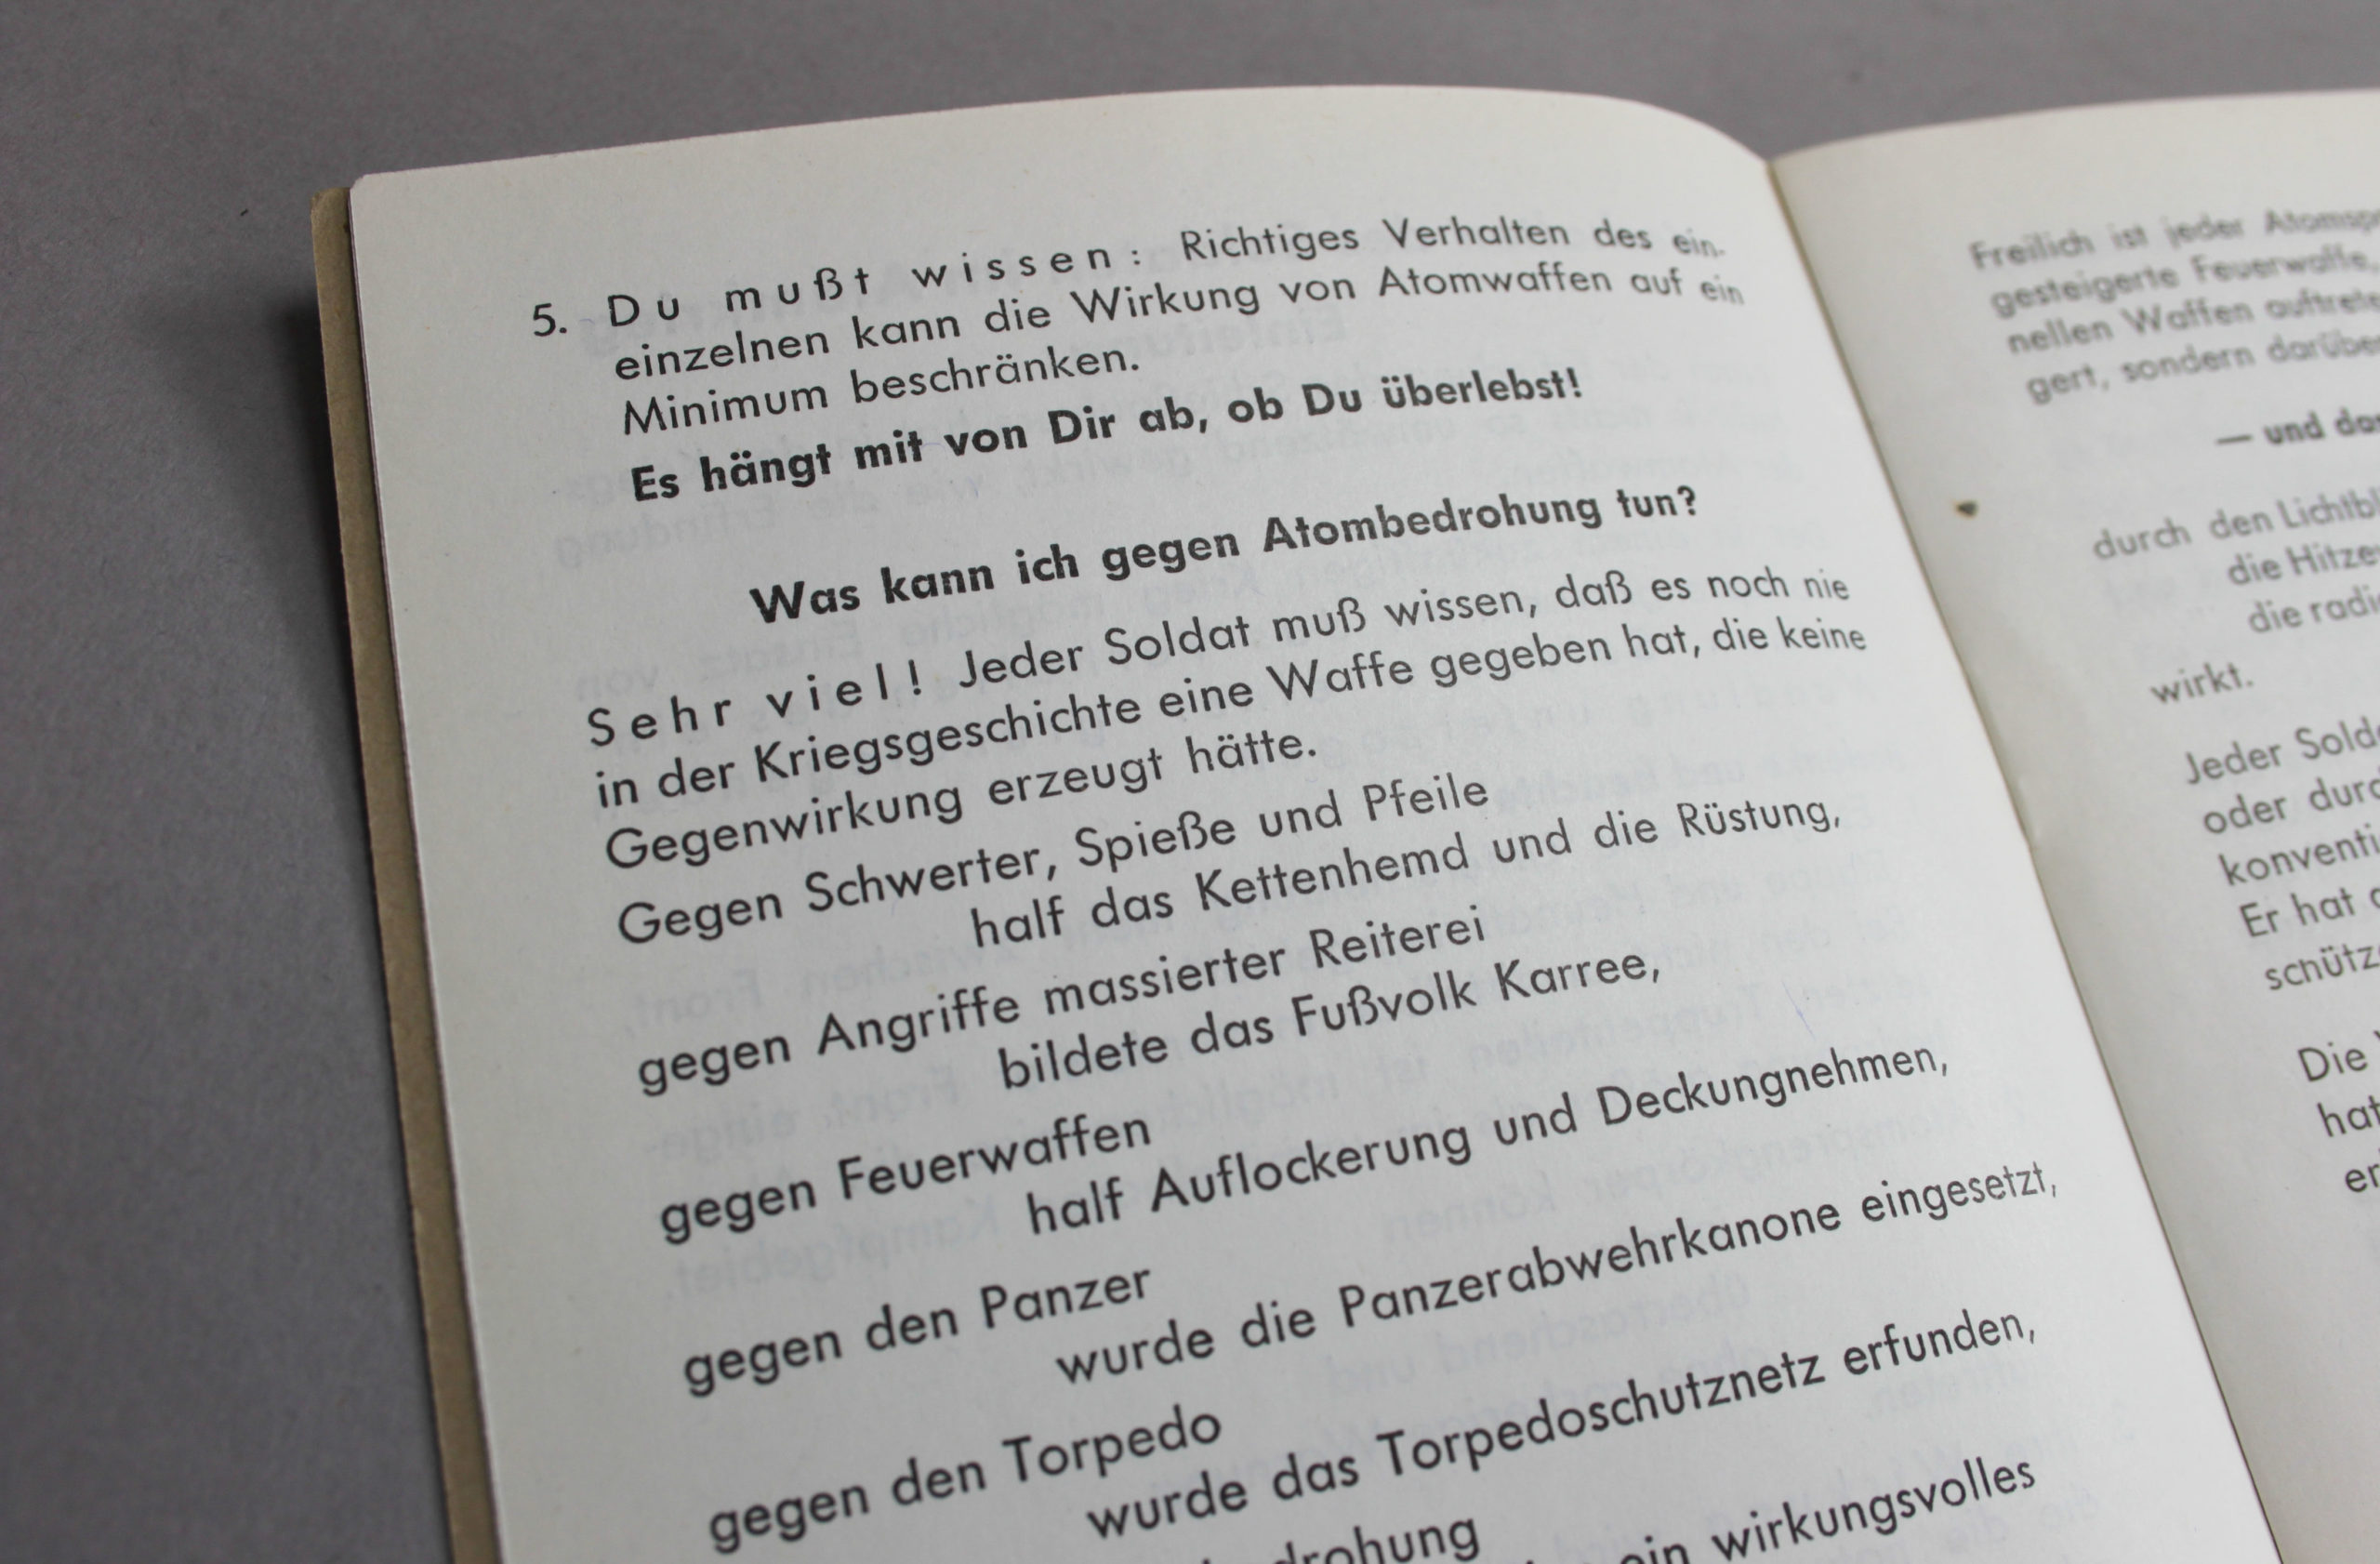 5. Du mußt wissen: Richtiges Verhalten des ein-
einzelnen kann die Wirkung von Atomwaffen auf ein
Minimum beschränken.
Es hängt mit von Dir ab, ob Du überlebst!
Was kann ich gegen Atombedrohung tun?
Sehr viel! Jeder Soldat muß wissen, daß es noch nie
in der Kriegsgeschichte eine Waffe gegeben hat, die keine
Gegenwirkung erzeugt hätte.
Gegen Schwerter, Spieße und Pfeile
half das Kettenhemd und die Rüstung,
gegen Angriffe massierter Reiterei
bildete das Fußvolk Karree,
gegen Feuerwaffen
half Auflockerung und Deckungnehmen,
gegen den Panzer
wurde die Panzerabwehrkanone eingesetzt,
gegen den Torpedo
wurde das Torpedoschutznetz erfunden,
ein wirkungsvolles
Freilich ist jeder
gesteigerte Feuerwaffe,
nellen Waffen
gert, sondern
— und
durch den
die
die
wirkt.
Jeder
oder
Er hat
Die
hat